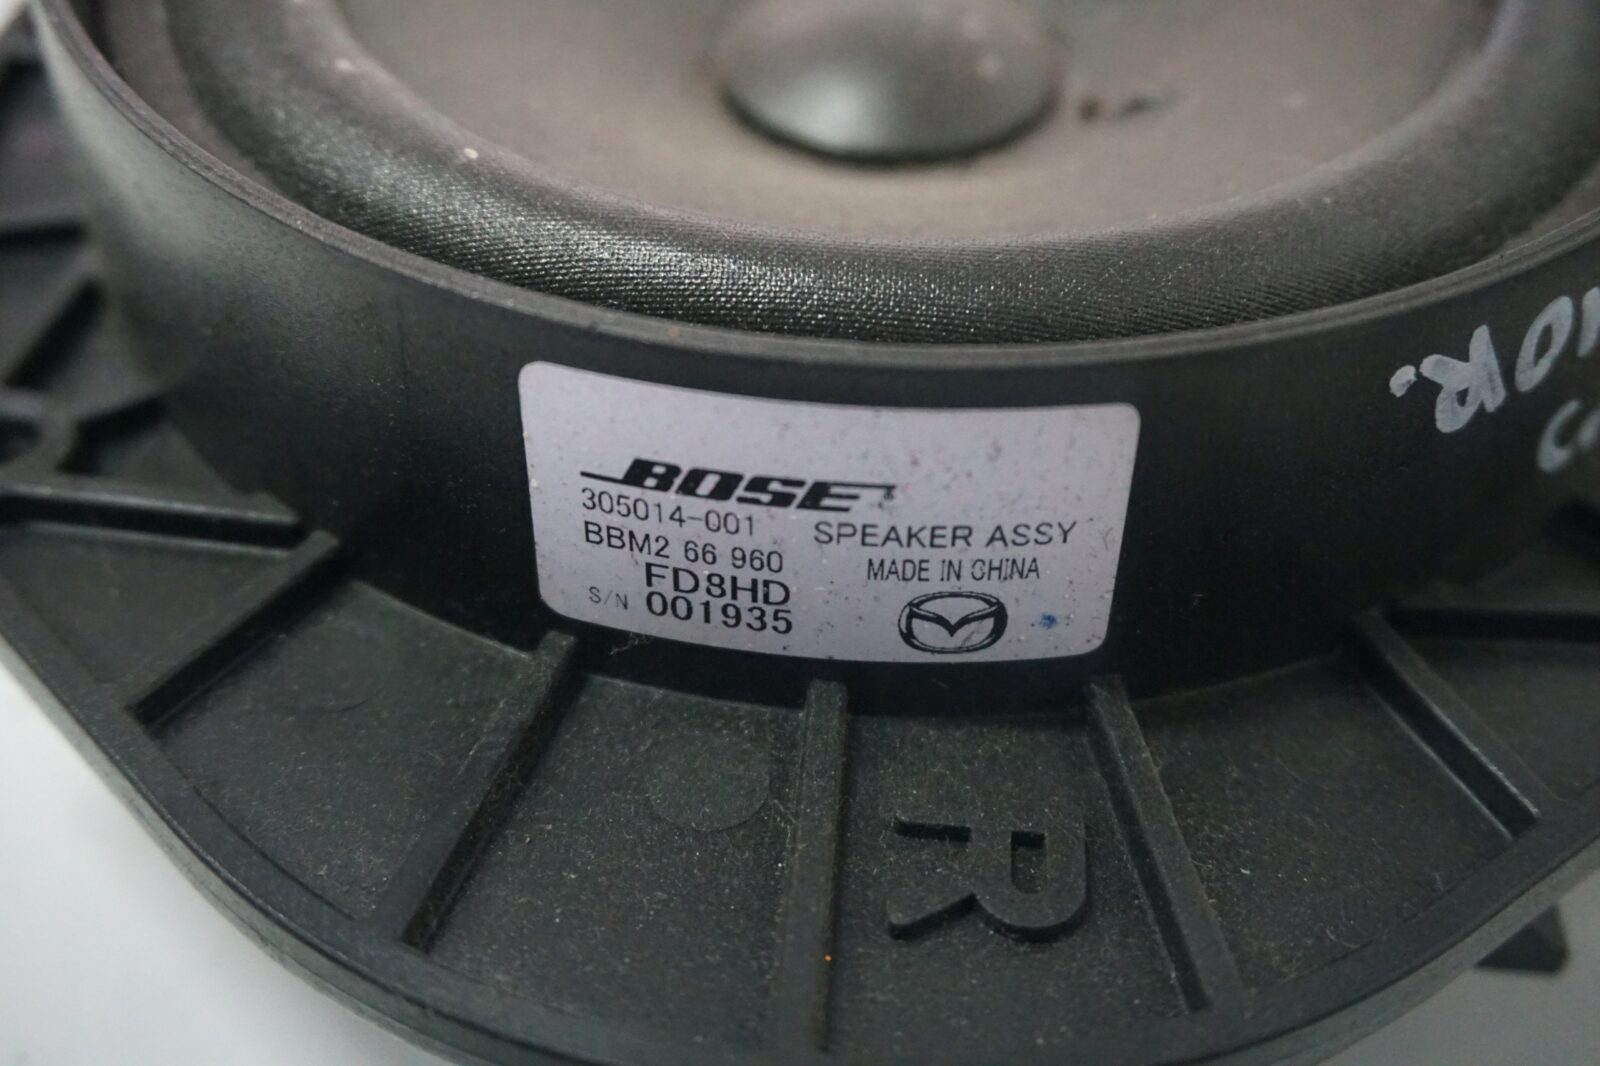 BOSE
305014-001
SPEAKER ASSY
BBM2 66 960
MADE IN CHINA
FD8HD
S/N 001935
R